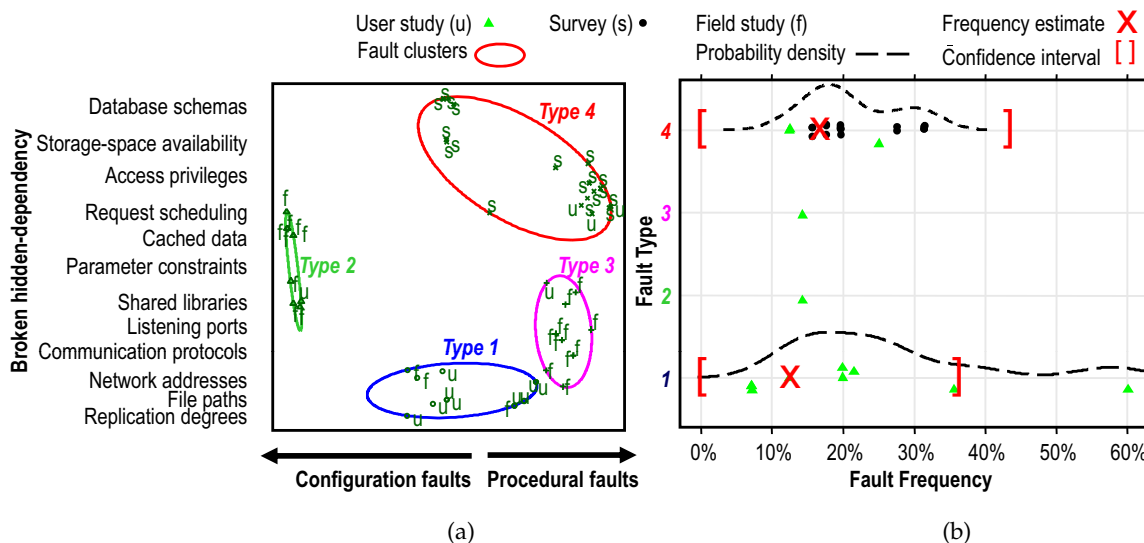 User study (u) Survey (s) Field study (f) Frequency estimate X
Fault clusters Probability density Confidence interval [ ]
Broken hidden-dependency
Database schemas
Storage-space availability
Access privileges
Request scheduling
Cached data
Parameter constraints
Shared libraries
Listening ports
Communication protocols
Network addresses
File paths
Replication degrees
Type 4
Type 2
Type 3
Type 1
Configuration faults Procedural faults
(a)
Fault Type
4
3
2
1
0% 10% 20% 30% 40% 50% 60%
Fault Frequency
(b)